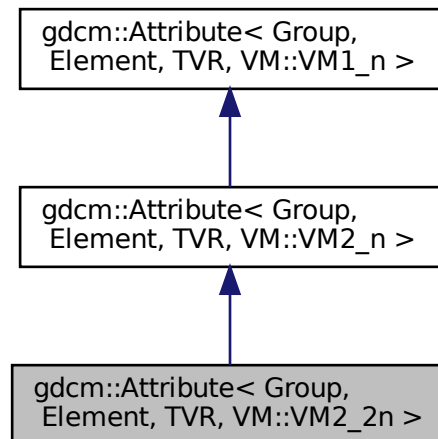 gdcm::Attribute< Group,
Element, TVR, VM::VM1_n >
gdcm::Attribute< Group,
Element, TVR, VM::VM2_n >
gdcm::Attribute< Group,
Element, TVR, VM::VM2_2n >